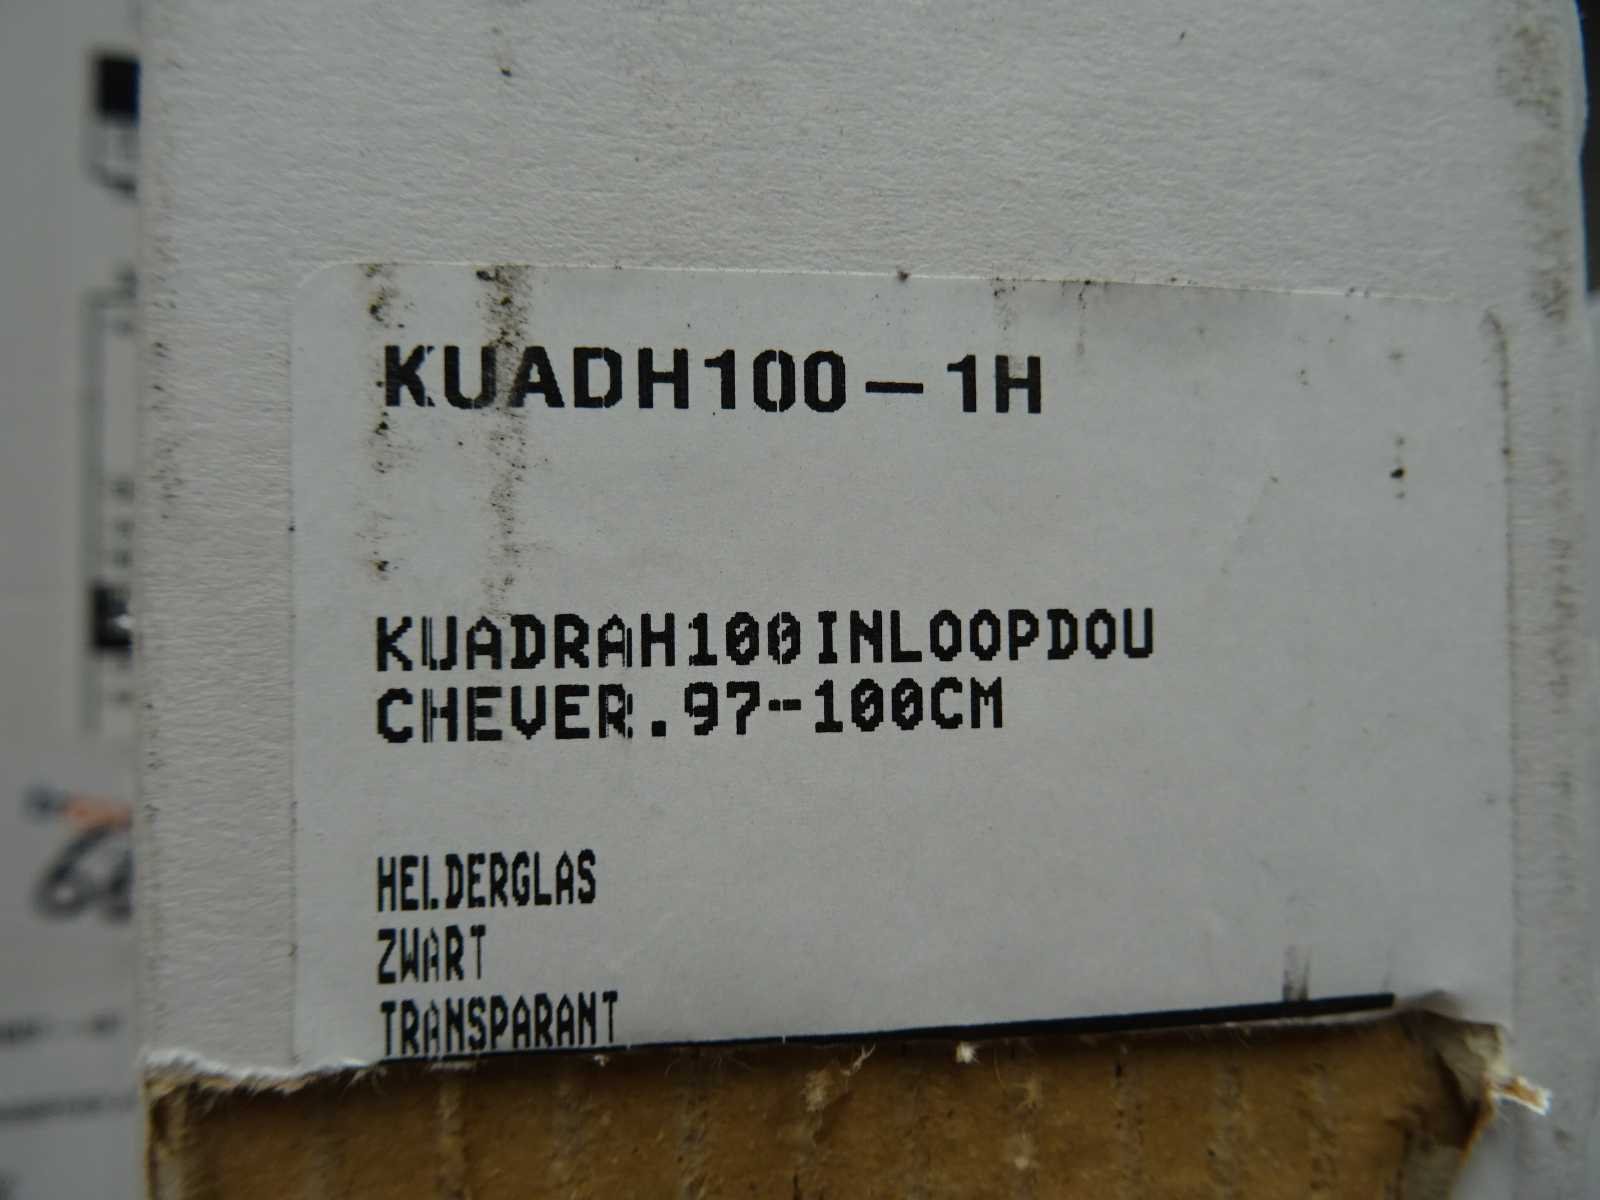 KUADH100-1H
KUADRAH100INLOOPDOU
CHEVER.97-100CM
HELDERGLAS
ZWART
TRANSPARANT